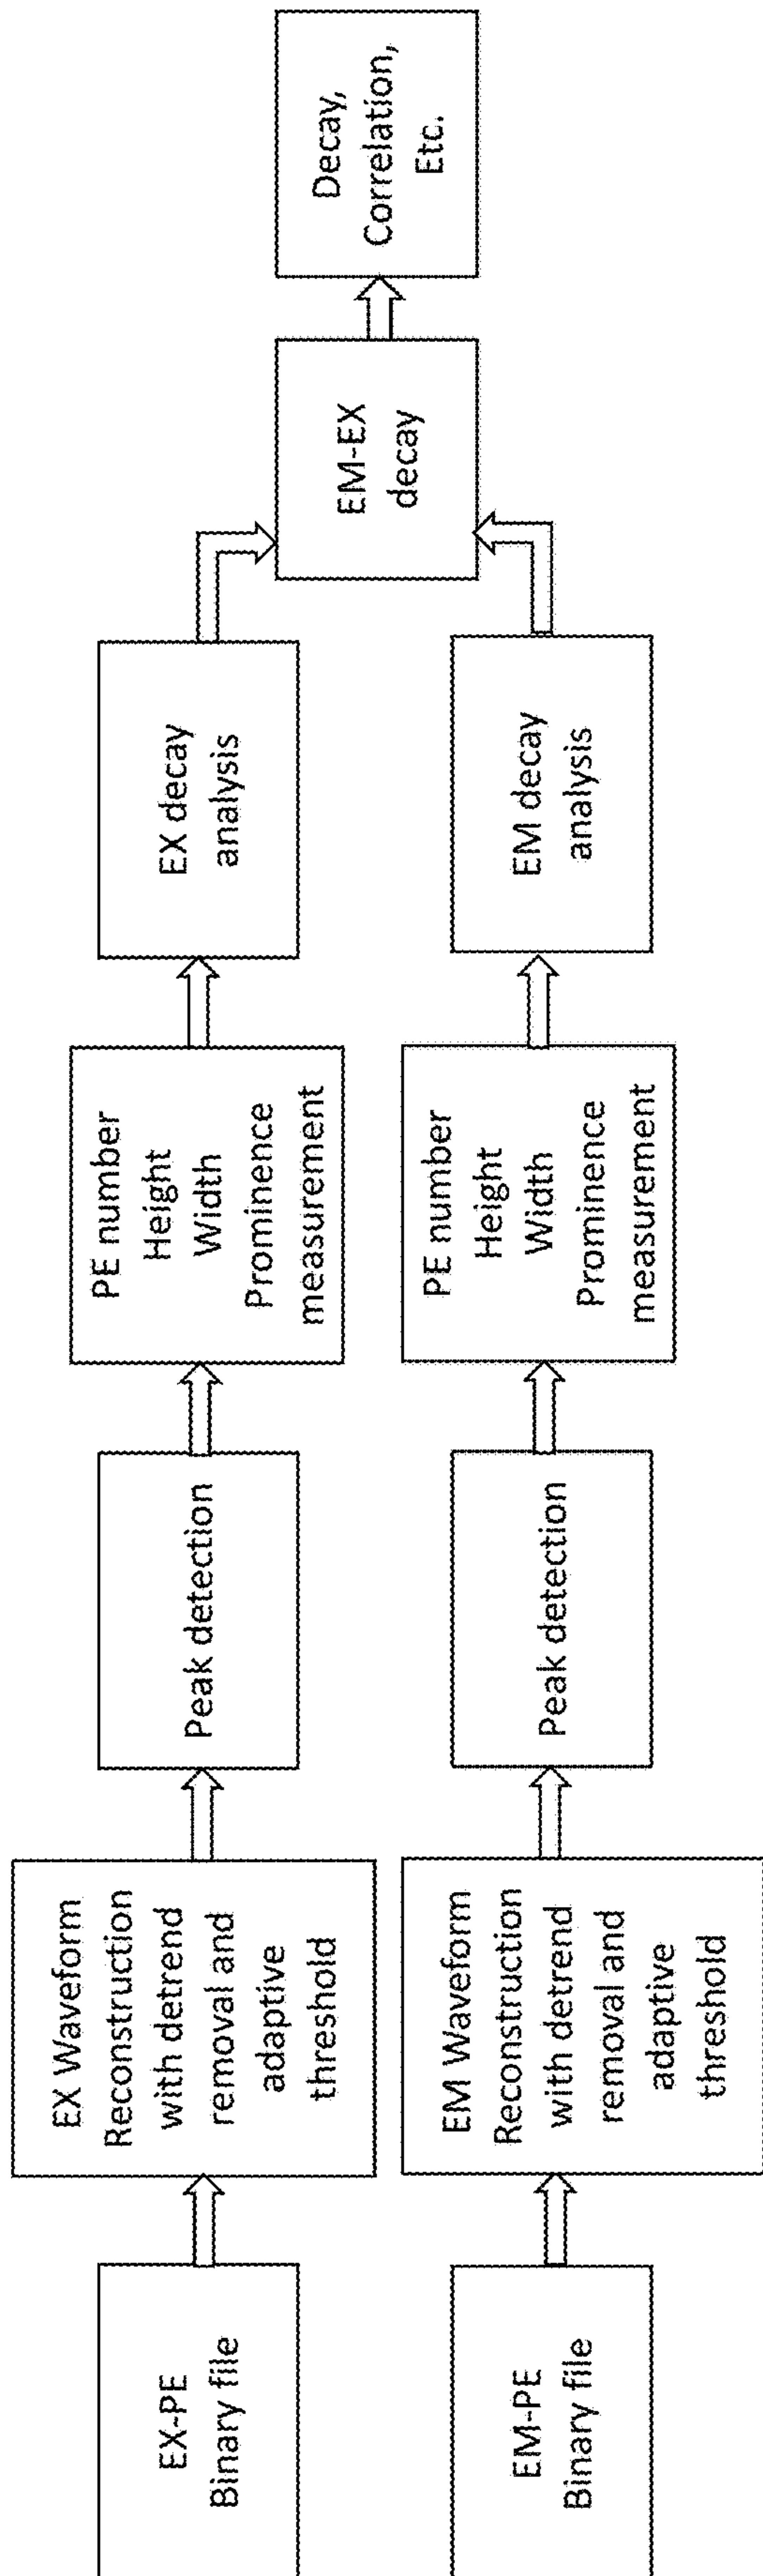 EX-PE
Binary file
EX Waveform
Reconstruction
with detrend
removal and
adaptive
threshold
Peak detection
PE number
Height
Width
Prominence
measurement
EX decay
analysis
EM-PE
Binary file
EM Waveform
Reconstruction
with detrend
removal and
adaptive
threshold
Peak detection
PE number
Height
Width
Prominence
measurement
EM decay
analysis
EM-EX
decay
Decay,
Correlation,
Etc.